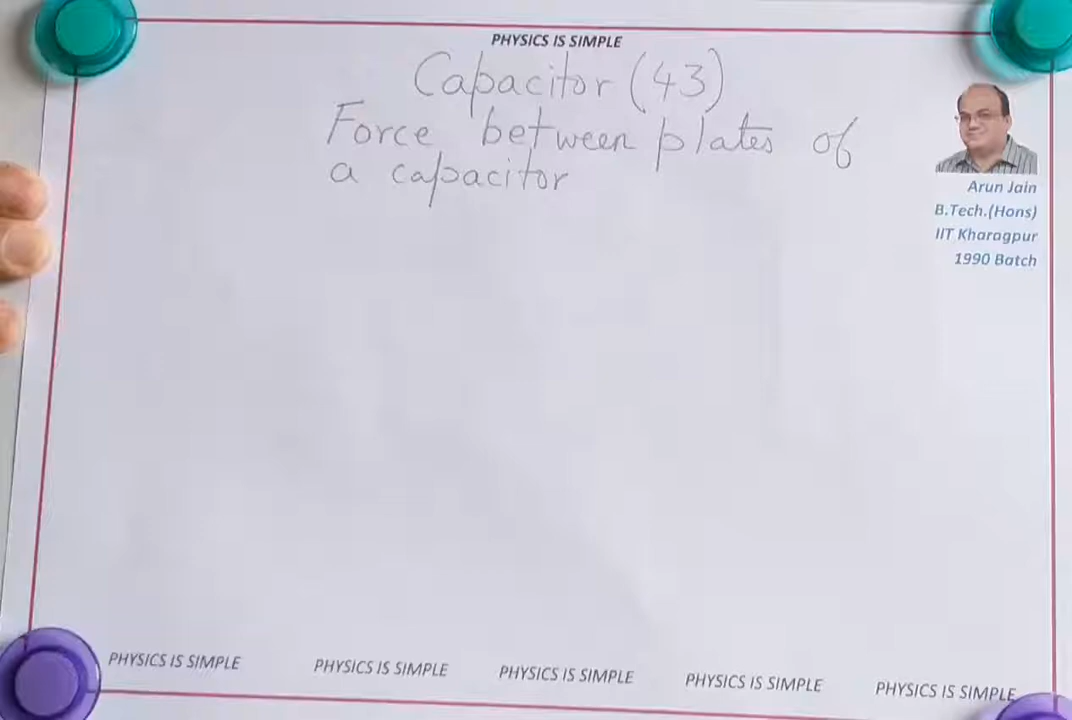 PHYSICS IS SIMPLE
Capacitor (43)
Force between plates of
a capacitor
Arun Jain
B.Tech.(Hons)
IIT Kharagpur
1990 Batch
PHYSICS IS SIMPLE PHYSICS IS SIMPLE PHYSICS IS SIMPLE PHYSICS IS SIMPLE PHYSICS IS SIMPLE